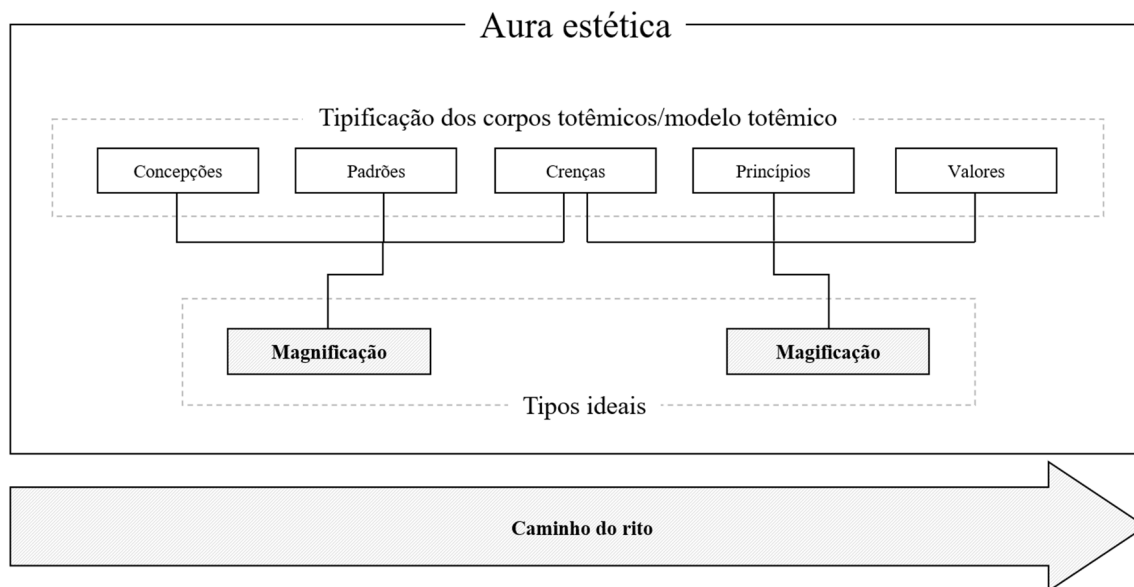 Aura estética
Tipificação dos corpos totêmicos/modelo totêmico
Concepções
Padrões
Crenças
Princípios
Valores
Magnificação
Magificação
Tipos ideais
Caminho do rito